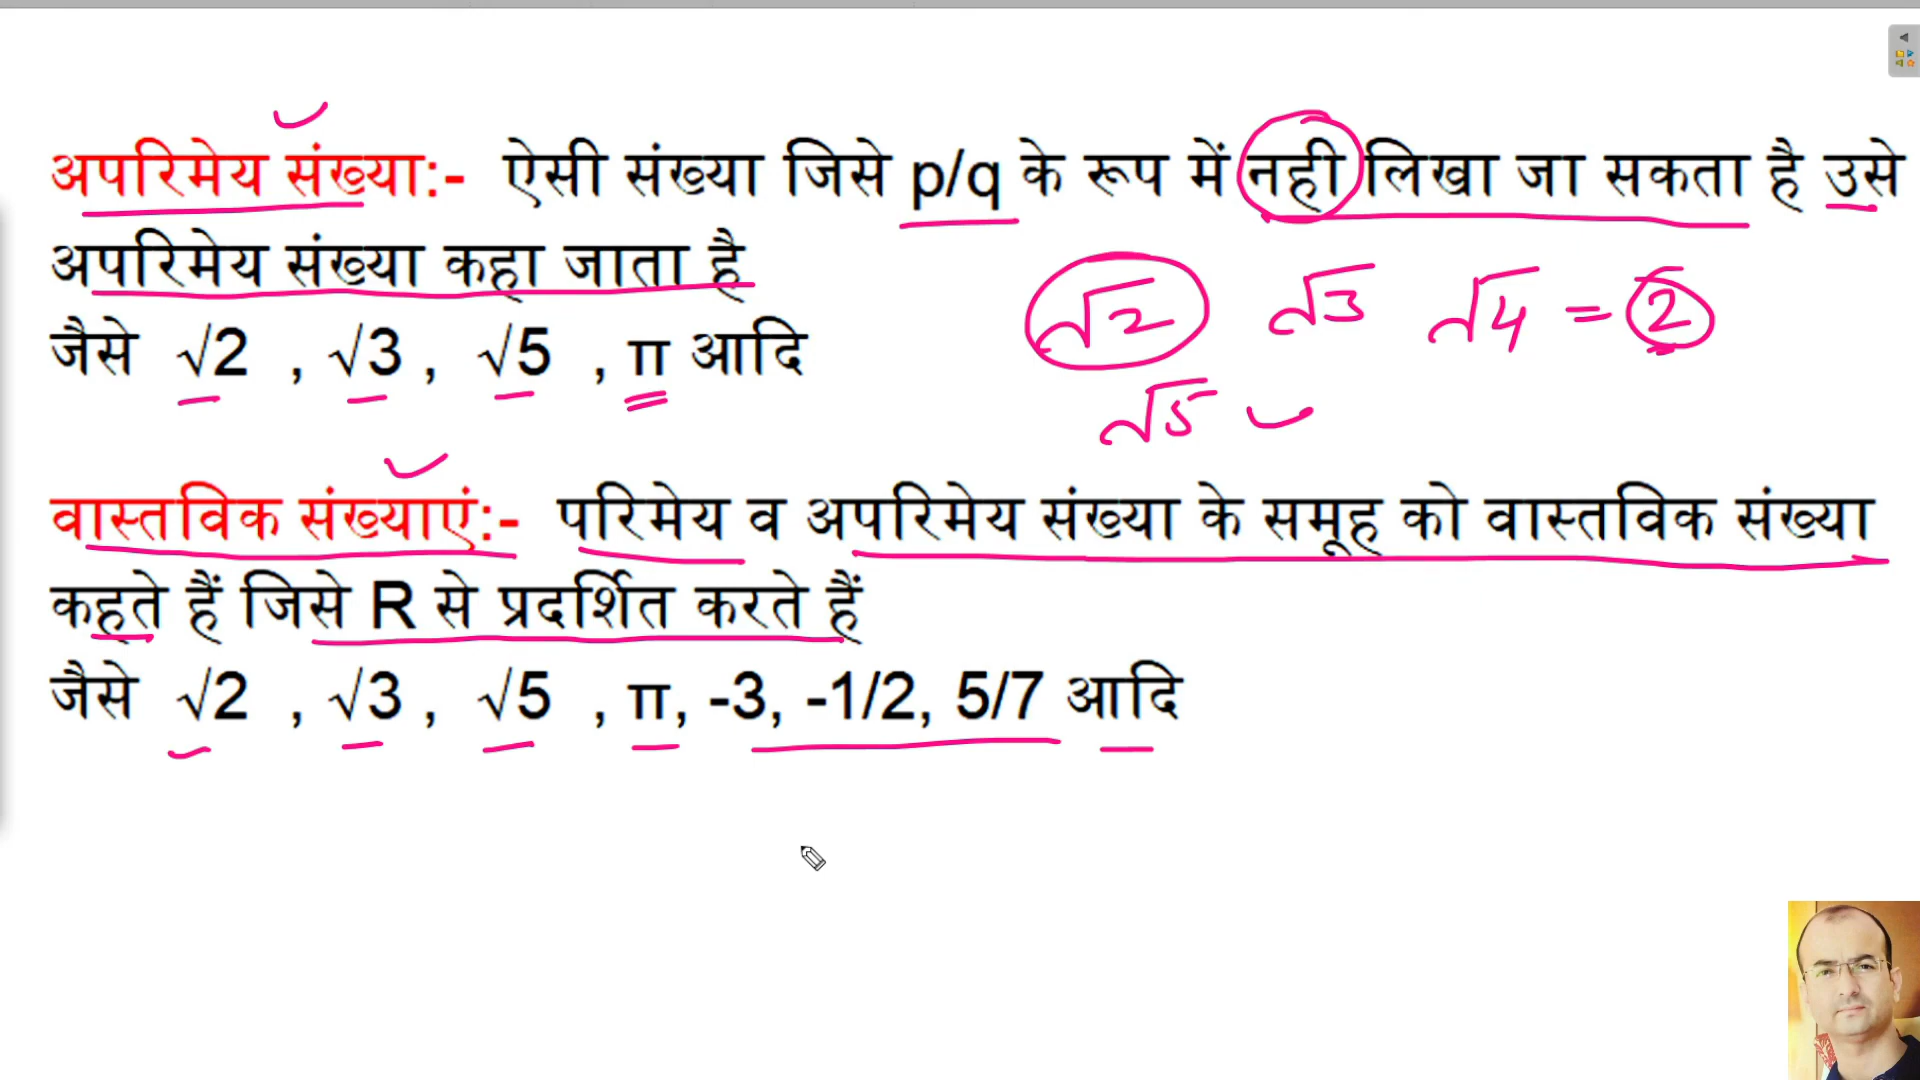 अपरिमेय संख्या:- ऐसी संख्या जिसे p/q के रूप में नही लिखा जा सकता है उसे
अपरिमेय संख्या कहा जाता है
√2 √3 √4 = 2
जैसे √2 , √3 , √5 , π आदि
√5
वास्तविक संख्याएं:- परिमेय व अपरिमेय संख्या के समूह को वास्तविक संख्या
कहते हैं जिसे R से प्रदर्शित करते हैं
जैसे √2 , √3 , √5 , π, -3, -1/2, 5/7 आदि